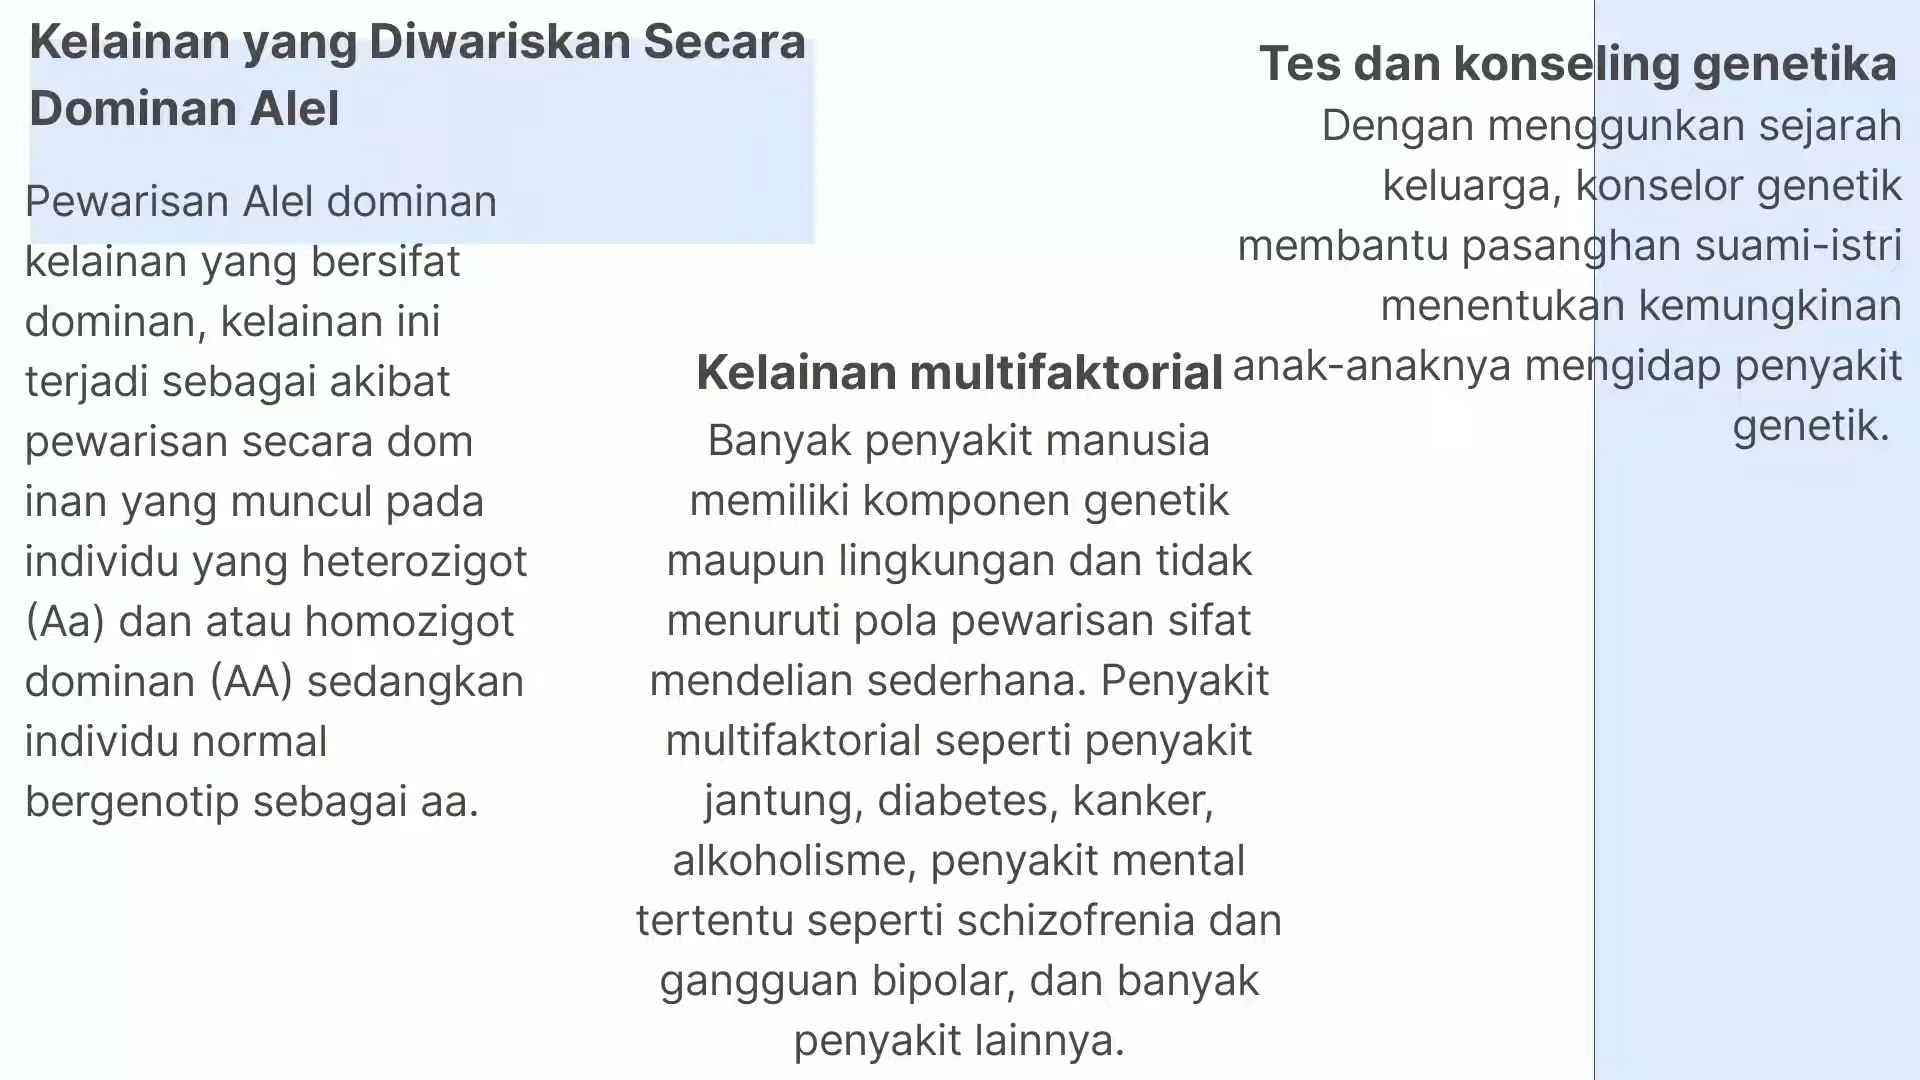 Kelainan yang Diwariskan Secara
Dominan Alel
Pewarisan Alel dominan
kelainan yang bersifat
dominan, kelainan ini
terjadi sebagai akibat
pewarisan secara dom
inan yang muncul pada
individu yang heterozigot
(Aa) dan atau homozigot
dominan (AA) sedangkan
individu normal
bergenotip sebagai aa.
Kelainan multifaktorial
Banyak penyakit manusia
memiliki komponen genetik
maupun lingkungan dan tidak
menuruti pola pewarisan sifat
mendelian sederhana. Penyakit
multifaktorial seperti penyakit
jantung, diabetes, kanker,
alkoholisme, penyakit mental
tertentu seperti schizofrenia dan
gangguan bipolar, dan banyak
penyakit lainnya.
Tes dan konseling genetika
Dengan menggunkan sejarah
keluarga, konselor genetik
membantu pasanghan suami-istri
menentukan kemungkinan
anak-anaknya mengidap penyakit
genetik.